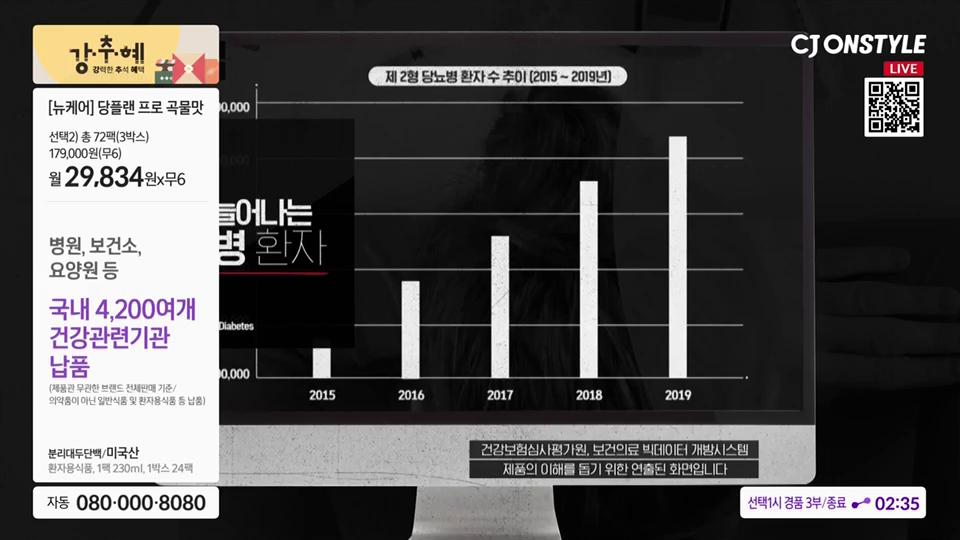 강·추·혜
강력한 추석 혜택
CJ ONSTYLE
LIVE
[뉴케어] 당플랜 프로 곡물맛
선택2) 총 72팩(3박스)
179,000원(무6)
월 29,834원x무6
병원, 보건소,
요양원 등
국내 4,200여개
건강관련기관
납품
(제품관 무관한 브랜드 전체판매 기준/
의약품이 아닌 일반식품 및 환자용식품 등 납품)
분리대두단백/미국산
환자용식품, 1팩 230ml, 1박스 24팩
자동 080·000·8080
제 2형 당뇨병 환자 수 추이 (2015 ~ 2019년)
늘어나는
병 환자
Diabetes
2015 2016 2017 2018 2019
건강보험심사평가원, 보건의료 빅데이터 개방시스템
제품의 이해를 돕기 위한 연출된 화면입니다
선택1시 경품 3부/종료 02:35